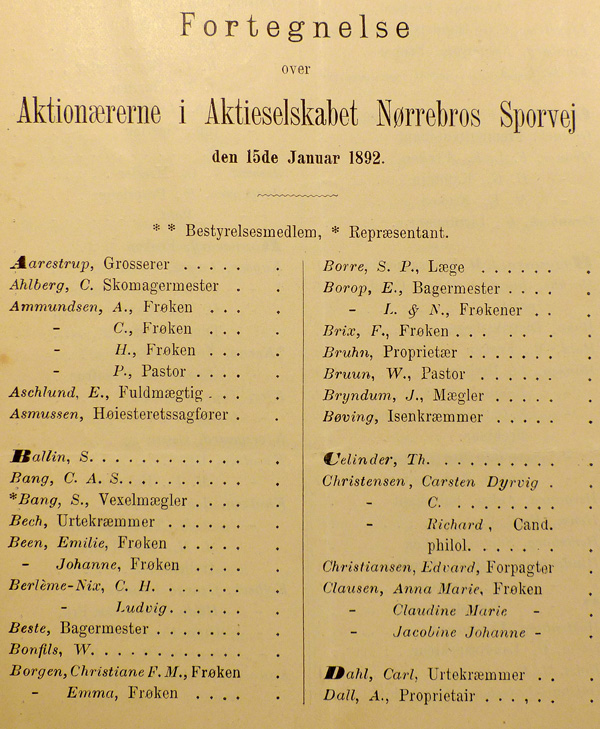 Fortegnelse
over
Aktionærerne i Aktieselskabet Nørrebros Sporvej
den 15de Januar 1892.
* * Bestyrelsesmedlem, * Repræsentant.
Aarestrup, Grosserer . . . . . .
Ahlberg, C. Skomagermester . .
Ammundsen, A., Frøken . . . .
- C., Frøken . . . .
- H., Frøken . . . .
- P., Pastor . . . . .
Aschlund, E., Fuldmægtig . . . .
Asmussen, Høiesteretssagfører . .
Ballin, S. . . . . . . . . . . .
Bang, C. A. S. . . . . . . . . .
*Bang, S., Vexelmægler . . . . .
Bech, Urtekræmmer . . . . . . .
Been, Emilie, Frøken . . . . . .
- Johanne, Frøken . . . . .
Berlème-Nix, C. H. . . . . . . .
- Ludvig . . . . . . .
Beste, Bagermester . . . . . . .
Bonfils, W. . . . . . . . . . .
Borgen, Christiane F. M., Frøken .
- Emma, Frøken . . . . .
Borre, S. P., Læge . . . . . . .
Borop, E., Bagermester . . . . .
- L. & N., Frøkener . . .
Brix, F., Frøken . . . . . . .
Bruhn, Proprietær . . . . . . . .
Bruun, W., Pastor . . . . . . .
Bryndum, J., Mægler . . . . . .
Bøving, Isenkræmmer . . . . . .
Celinder, Th. . . . . . . . . .
Christensen, Carsten Dyrvig . .
- C. . . . . . . . . .
- Richard, Cand.
philol. . . . . . .
Christiansen, Edvard, Forpagter .
Clausen, Anna Marie, Frøken .
- Claudine Marie - .
- Jacobine Johanne - .
Dahl, Carl, Urtekræmmer . . .
Dall, A., Proprietair . . . , . . .